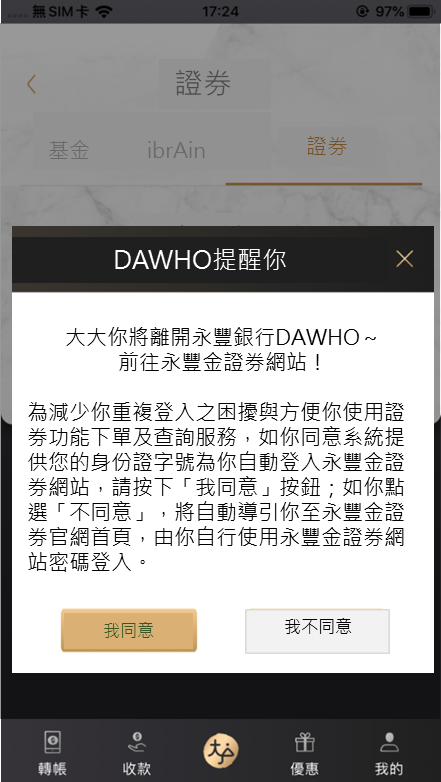 無SIM卡 17:24 97%
證券
基金 ibrAin 證券
DAWHO提醒你
大大你將離開永豐銀行DAWHO～
前往永豐金證券網站！
為減少你重複登入之困擾與方便你使用證
券功能下單及查詢服務，如你同意系統提
供您的身份證字號為你自動登入永豐金證
券網站，請按下「我同意」按鈕；如你點
選「不同意」，將自動導引你至永豐金證
券官網首頁，由你自行使用永豐金證券網
站密碼登入。
我同意 我不同意
轉帳 收款 大戶 優惠 我的